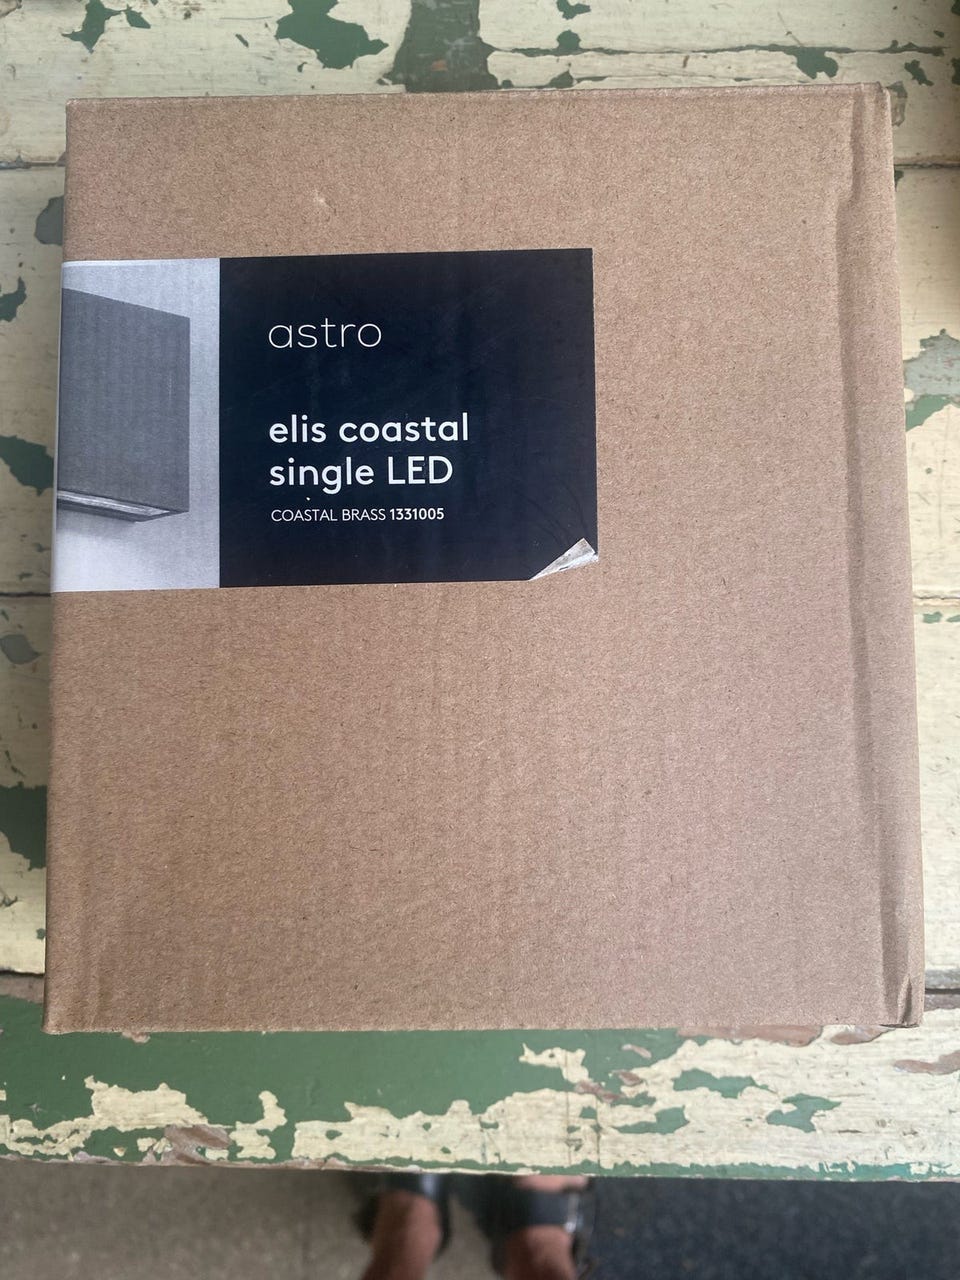 astro
elis coastal
single LED
COASTAL BRASS 1331005